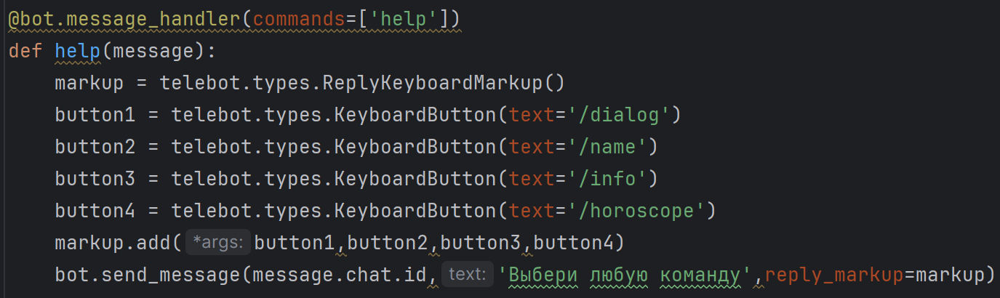 @bot.message_handler(commands=['help'])
def help(message):
    markup = telebot.types.ReplyKeyboardMarkup()
    button1 = telebot.types.KeyboardButton(text='/dialog')
    button2 = telebot.types.KeyboardButton(text='/name')
    button3 = telebot.types.KeyboardButton(text='/info')
    button4 = telebot.types.KeyboardButton(text='/horoscope')
    markup.add( *args: button1,button2,button3,button4)
    bot.send_message(message.chat.id, text: 'Выбери любую команду',reply_markup=markup)